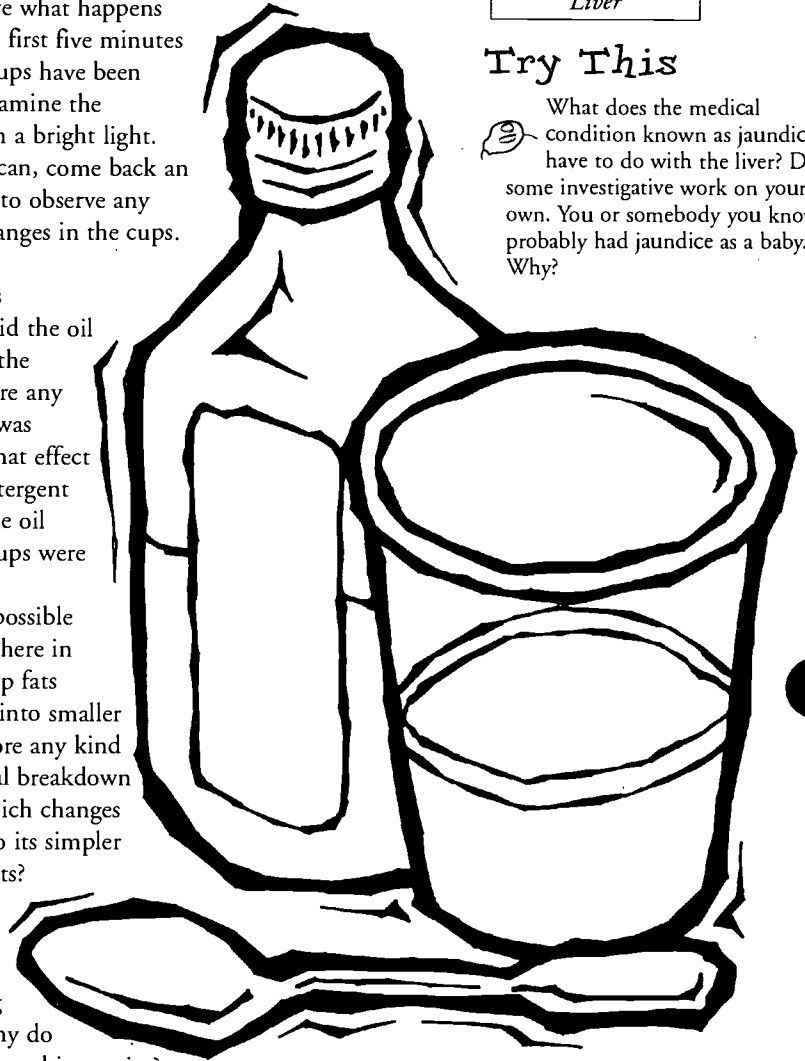 e what happens
first five minutes
ups have been
amine the
a bright light.
can, come back an
to observe any
anges in the cups.
s
id the oil
the
re any
was
hat effect
tergent
e oil
ups were
possible
here in
p fats
into smaller
ore any kind
al breakdown
ich changes
o its simpler
ts?
ny do
Liver
Try This
What does the medical
condition known as jaundic
have to do with the liver? D
some investigative work on your
own. You or somebody you kno
probably had jaundice as a baby.
Why?